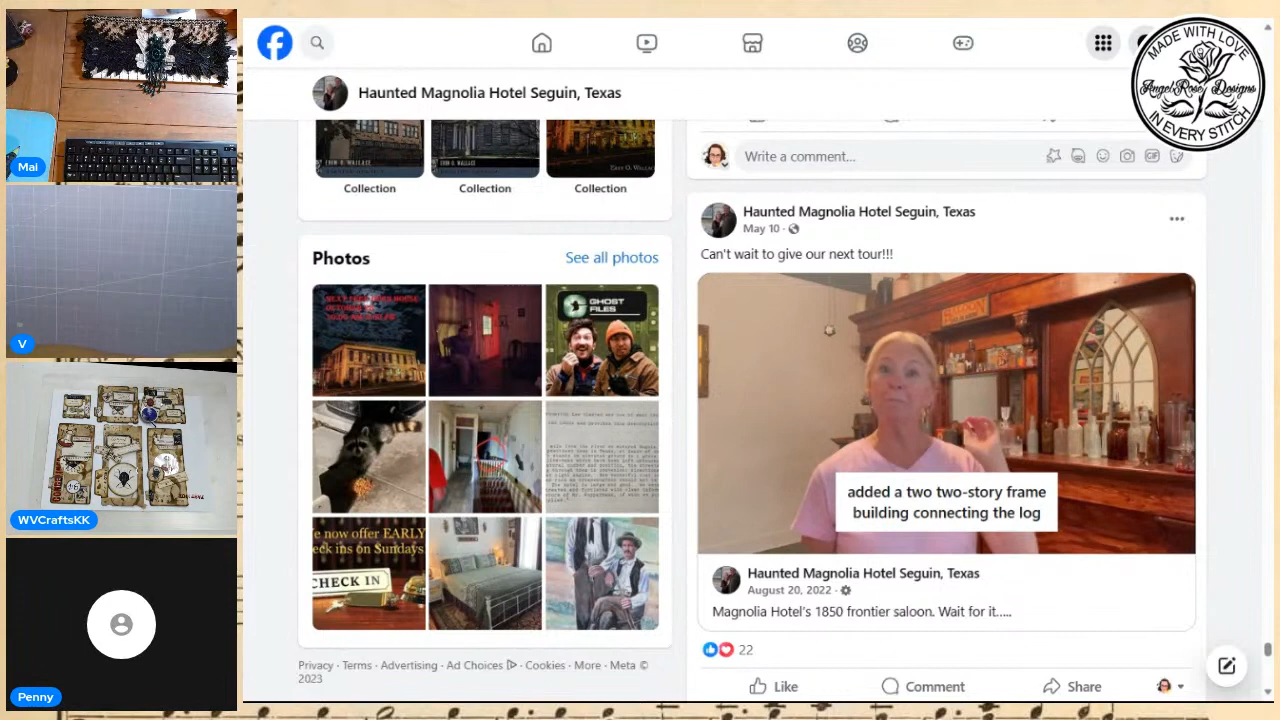 Mai
V
WVCraftsKK
Penny
Haunted Magnolia Hotel Seguin, Texas
MADE WITH LOVE
AngelRose Designs
IN EVERY STITCH
Collection
Collection
Collection
Photos
See all photos
GHOST
FILES
e now offer EARLY
eck ins on Sundays
CHECK IN
Privacy · Terms · Advertising · Ad Choices · Cookies · More · Meta ©
2023
Write a comment...
GIF
Haunted Magnolia Hotel Seguin, Texas
May 10
Can't wait to give our next tour!!!
added a two two-story frame
building connecting the log
Haunted Magnolia Hotel Seguin, Texas
August 20, 2022
Magnolia Hotel's 1850 frontier saloon. Wait for it.....
22
Like
Comment
Share